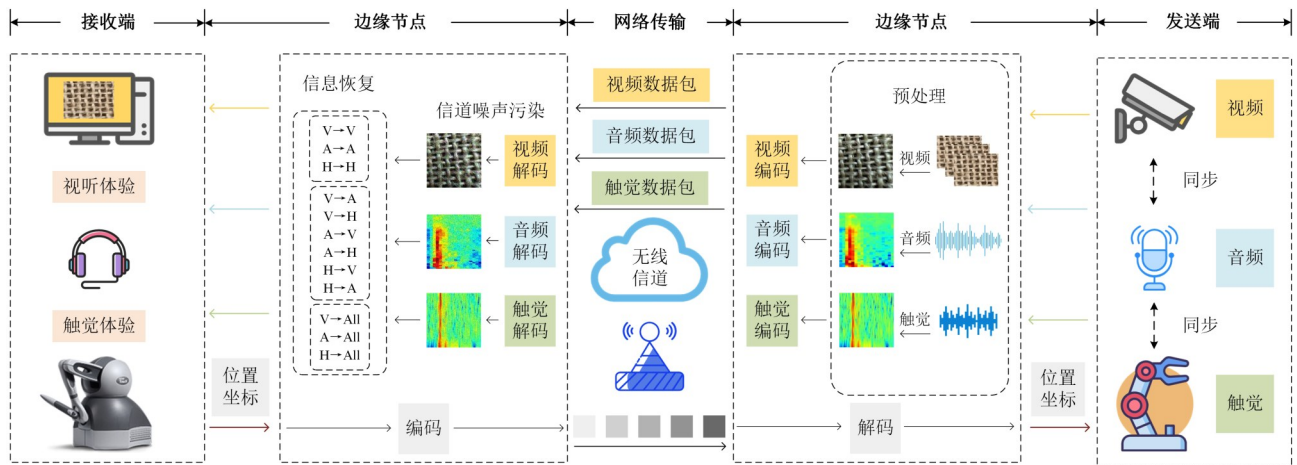 接收端
边缘节点
网络传输
边缘节点
发送端
视听体验
触觉体验
位置
坐标
信息恢复
V→V
A→A
H→H
V→A
V→H
A→V
A→H
H→V
H→A
V→All
A→All
H→All
信道噪声污染
视频
解码
音频
解码
触觉
解码
编码
视频数据包
音频数据包
触觉数据包
无线
信道
视频
编码
音频
编码
触觉
编码
预处理
视频
音频
触觉
解码
位置
坐标
视频
同步
音频
同步
触觉